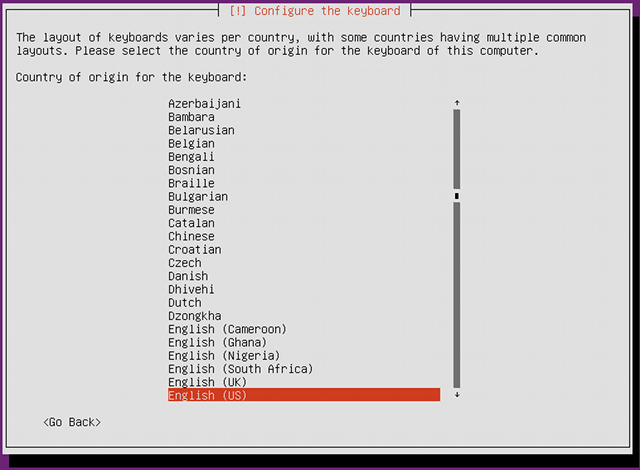 [!] Configure the keyboard
The layout of keyboards varies per country, with some countries having multiple common
layouts. Please select the country of origin for the keyboard of this computer.
Country of origin for the keyboard:
Azerbaijani
Bambara
Belarusian
Belgian
Bengali
Bosnian
Braille
Bulgarian
Burmese
Catalan
Chinese
Croatian
Czech
Danish
Dhivehi
Dutch
Dzongkha
English (Cameroon)
English (Ghana)
English (Nigeria)
English (South Africa)
English (UK)
English (US)
<Go Back>